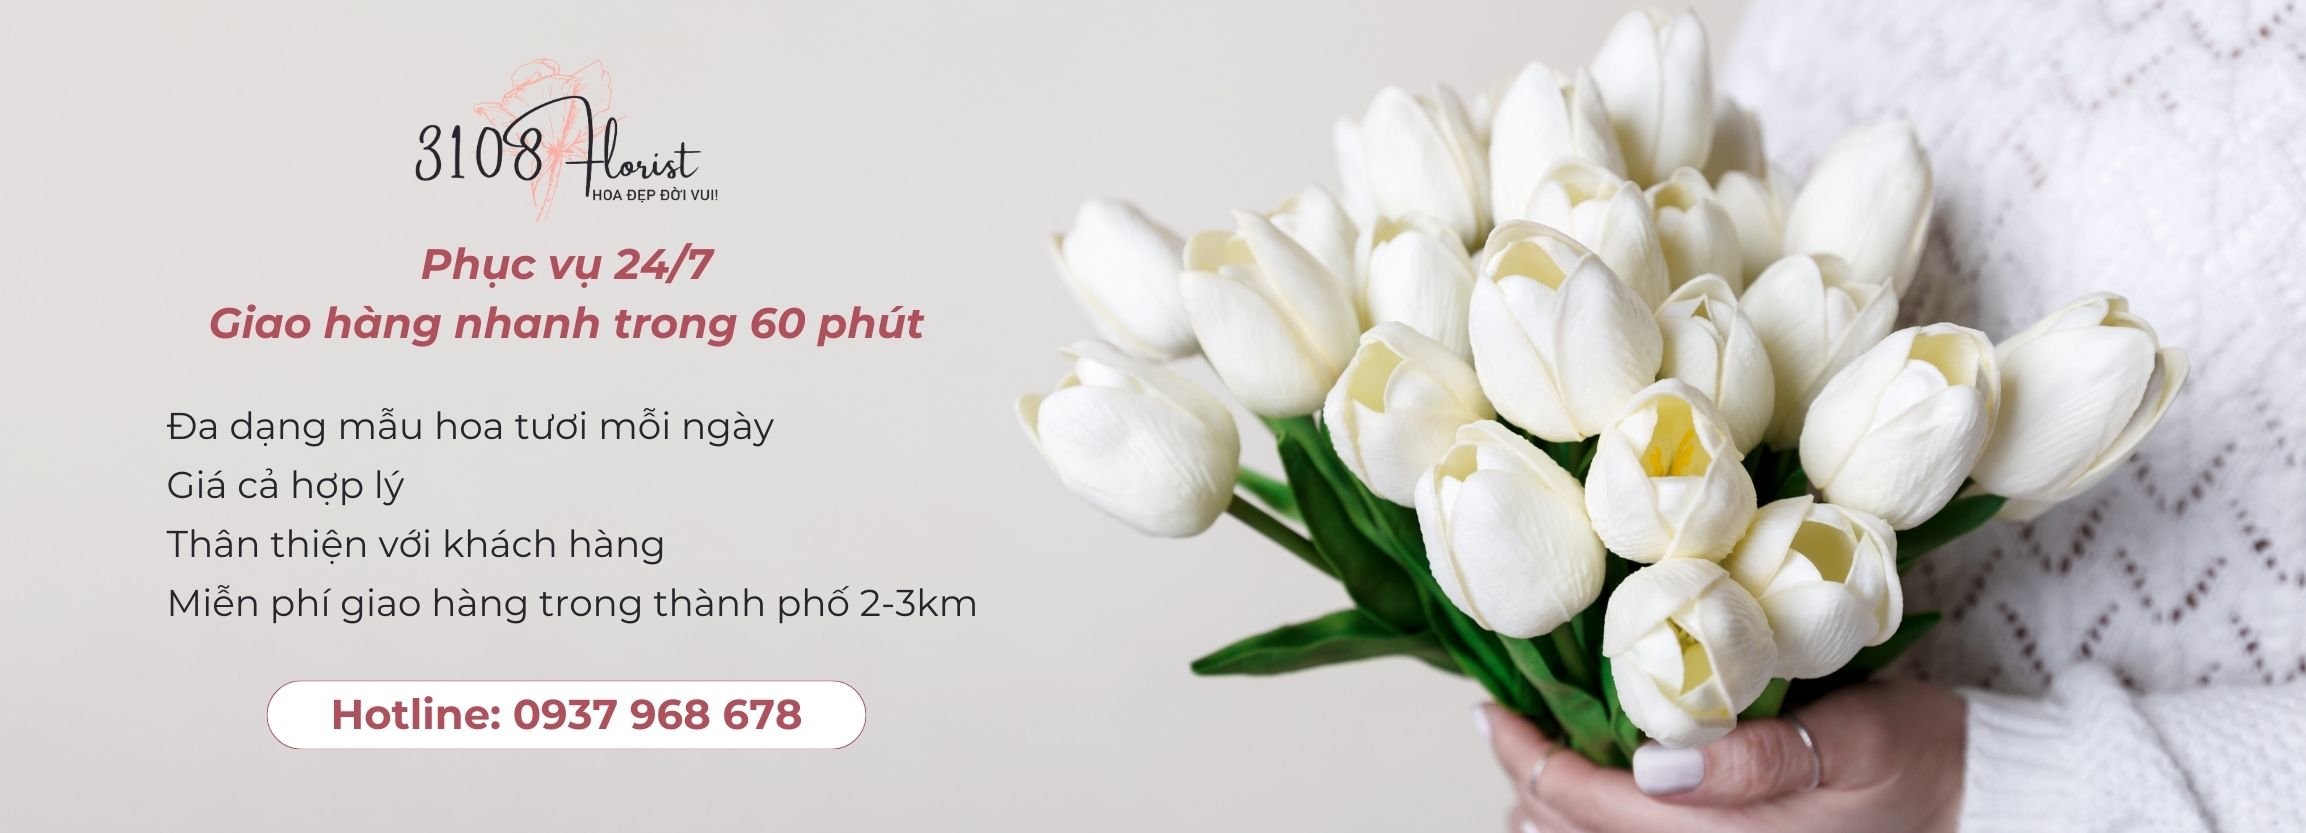 3108 Florist
HOA ĐẸP ĐỜI VUI!
Phục vụ 24/7
Giao hàng nhanh trong 60 phút
Đa dạng mẫu hoa tươi mỗi ngày
Giá cả hợp lý
Thân thiện với khách hàng
Miễn phí giao hàng trong thành phố 2-3km
Hotline: 0937 968 678